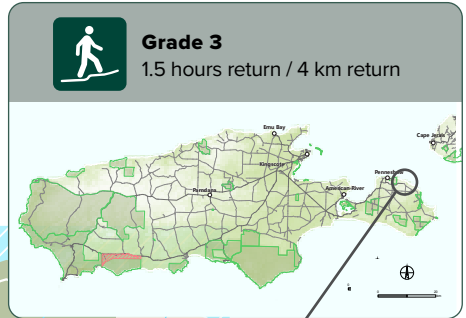 Grade 3
1.5 hours return / 4 km return
Emu Bay
Cape Jervis
Kingscote
Penneshaw
Parndana
American River